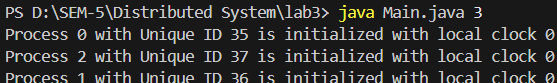 PS D:\SEM-5\Distributed System\lab3> java Main.java 3
Process 0 with Unique ID 35 is initialized with local clock 0
Process 2 with Unique ID 37 is initialized with local clock 0
Process 1 with Unique ID 36 is initialized with local clock 0